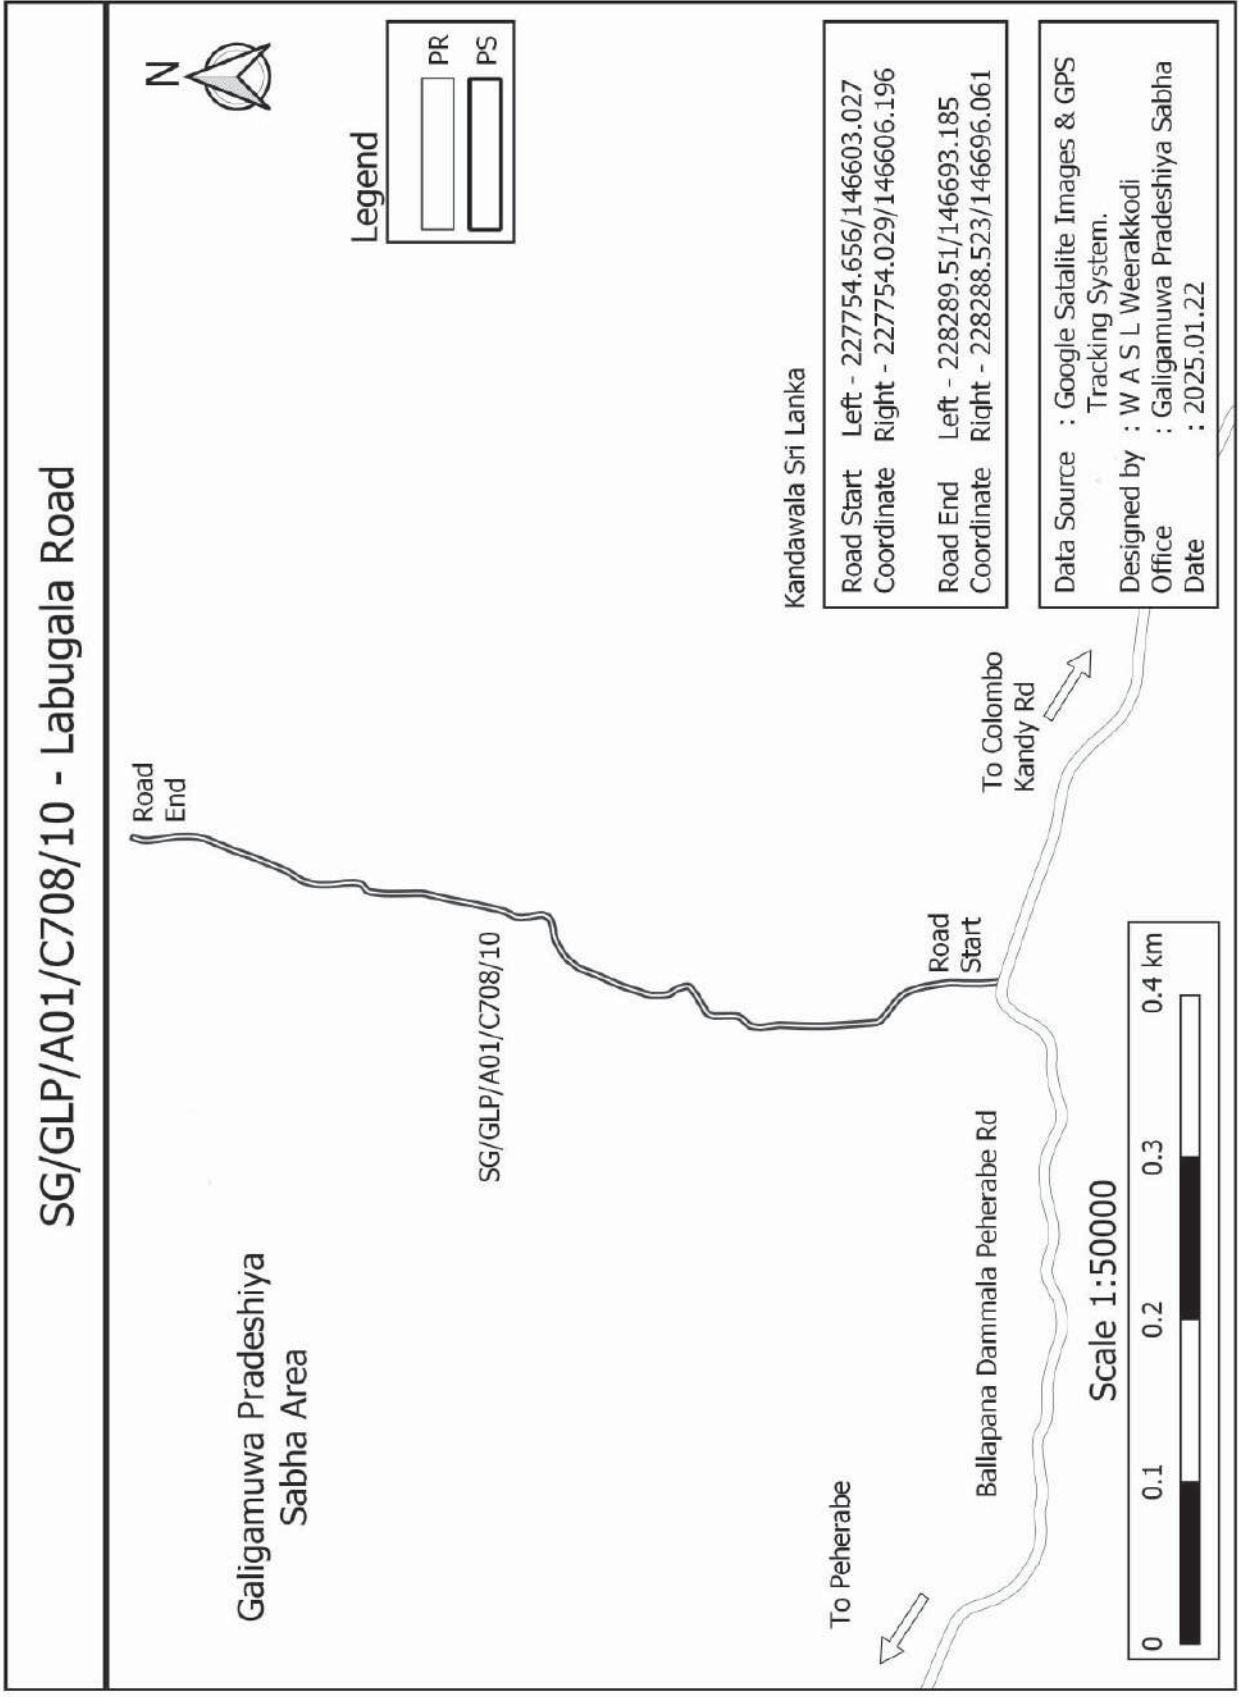 SG/GLP/A01/C708/10 - Labugala Road
N
Galigamuwa Pradeshiya
Sabha Area
Legend
PR
PS
Road
End
SG/GLP/A01/C708/10
Road
Start
To Peherabe
Ballapana Dammala Peherabe Rd
To Colombo
Kandy Rd
Kandawala Sri Lanka
Road Start Left - 227754.656/146603.027
Coordinate Right - 227754.029/146606.196
Road End Left - 228289.51/146693.185
Coordinate Right - 228288.523/146696.061
Scale 1:50000
0 0.1 0.2 0.3 0.4 km
Data Source : Google Satalite Images & GPS
Tracking System.
Designed by : W A S L Weerakkodi
Office : Galigamuwa Pradeshiya Sabha
Date : 2025.01.22